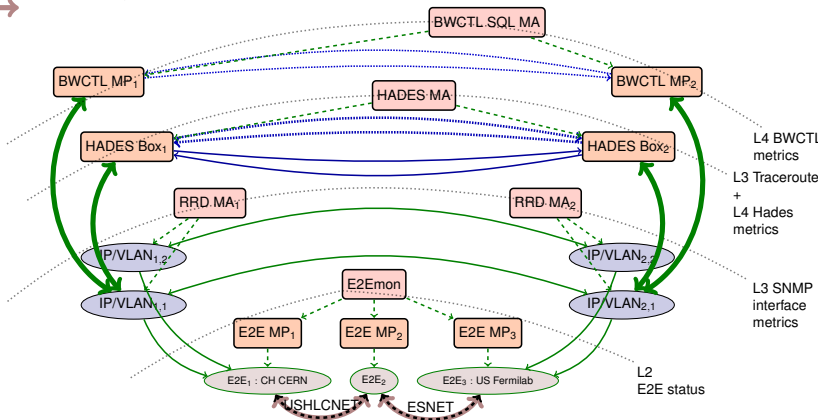 BWCTL SQL MA
BWCTL MP1
BWCTL MP2
HADES MA
HADES Box1
HADES Box2
L4 BWCTL
metrics
L3 Traceroute
+
L4 Hades
metrics
RRD MA1
RRD MA2
IP/VLAN1,2
IP/VLAN2,2
IP/VLAN1,1
IP/VLAN2,1
E2Emon
L3 SNMP
interface
metrics
E2E MP1
E2E MP2
E2E MP3
L2
E2E status
E2E1 : CH CERN
E2E2
E2E3 : US Fermilab
USHLCNET
ESNET